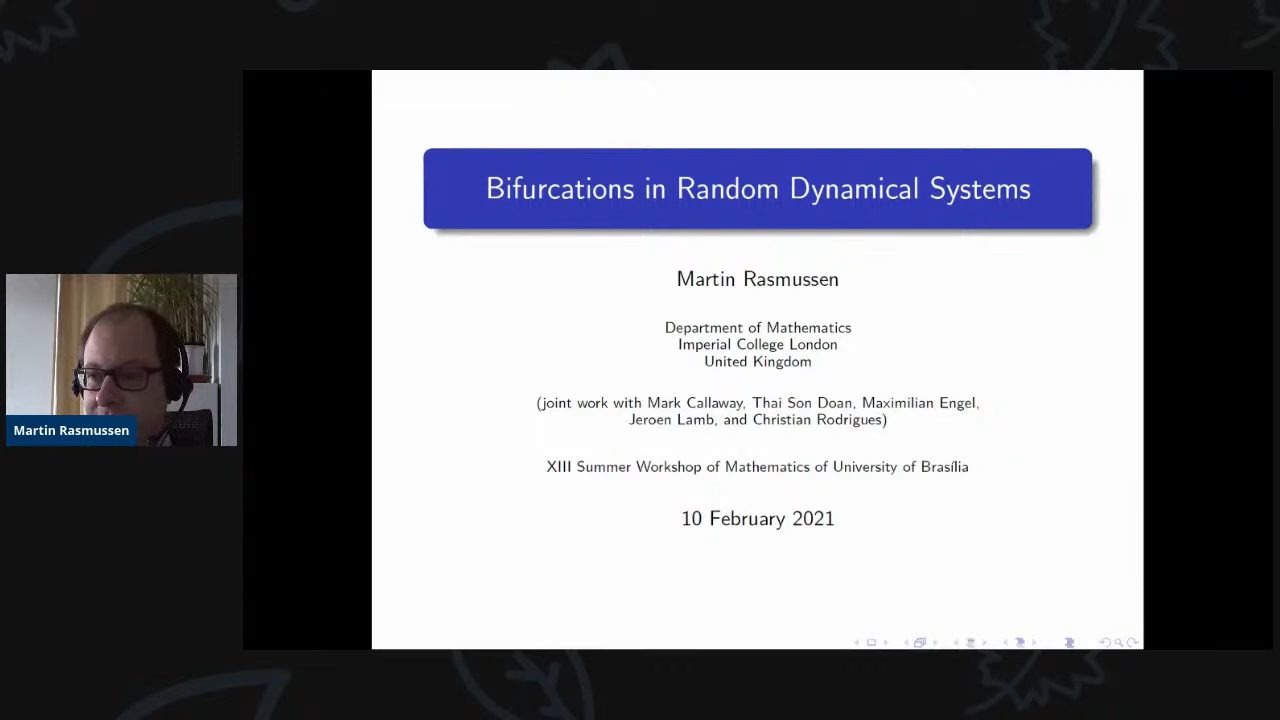 Bifurcations in Random Dynamical Systems
Martin Rasmussen
Department of Mathematics
Imperial College London
United Kingdom
(joint work with Mark Callaway, Thai Son Doan, Maximilian Engel,
Jeroen Lamb, and Christian Rodrigues)
XIII Summer Workshop of Mathematics of University of Brasília
10 February 2021
Martin Rasmussen